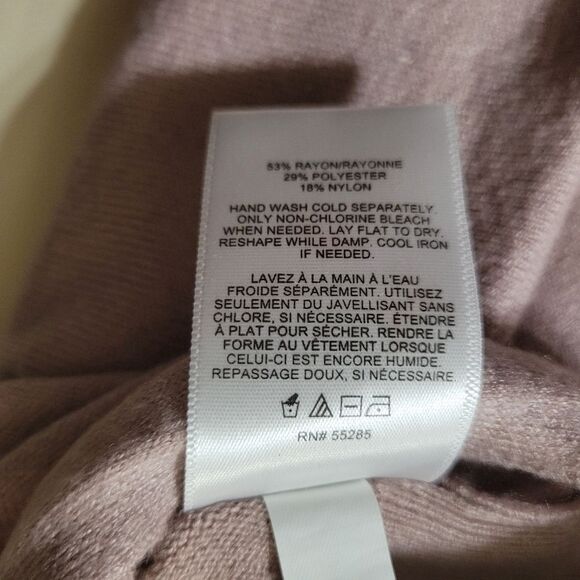 53% RAYON/RAYONNE
29% POLYESTER
18% NYLON
HAND WASH COLD SEPARATELY.
ONLY NON-CHLORINE BLEACH
WHEN NEEDED. LAY FLAT TO DRY.
RESHAPE WHILE DAMP. COOL IRON
IF NEEDED.
LAVEZ À LA MAIN À L'EAU
FROIDE SÉPARÉMENT. UTILISEZ
SEULEMENT DU JAVELLISANT SANS
CHLORE, SI NÉCESSAIRE. ÉTENDRE
À PLAT POUR SÉCHER. RENDRE LA
FORME AU VÊTEMENT LORSQUE
CELUI-CI EST ENCORE HUMIDE.
REPASSAGE DOUX, SI NÉCESSAIRE
RN# 55285